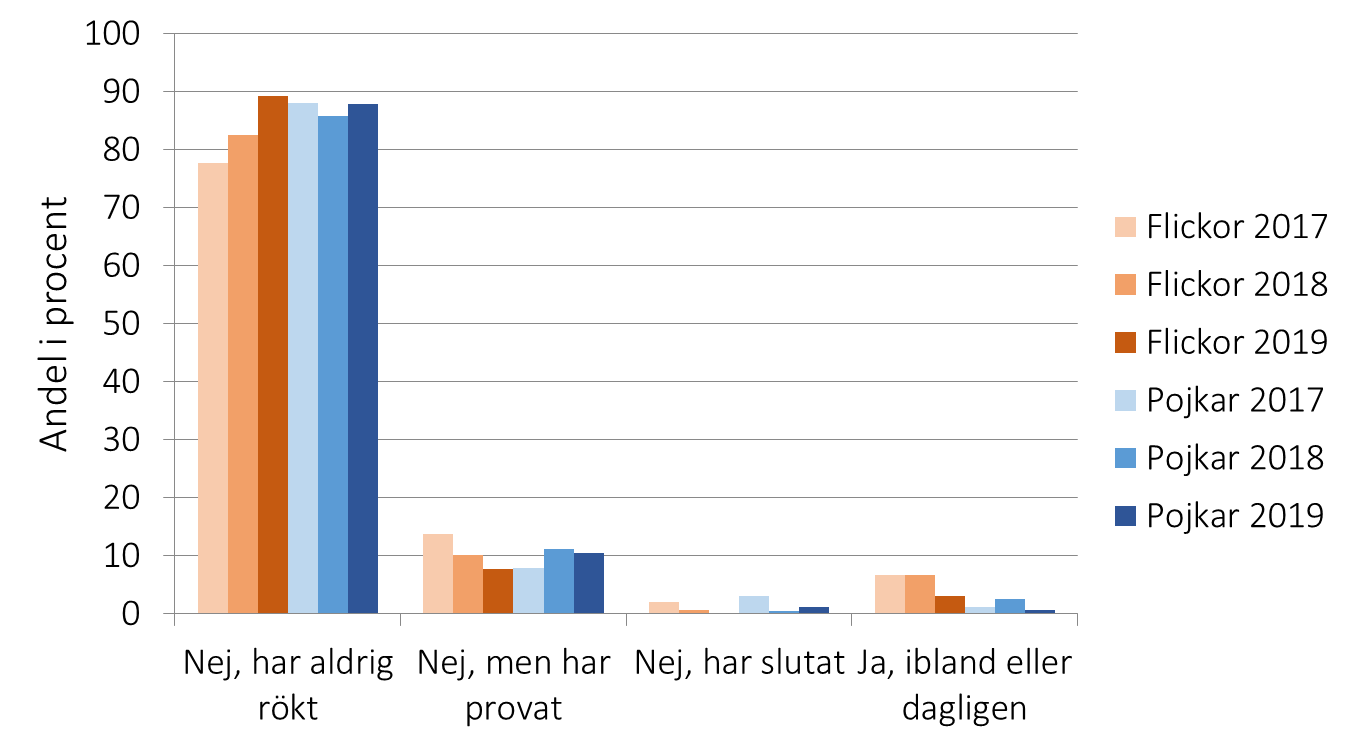 100
90
80
70
60
50
40
30
20
10
0
Andel i procent
Nej, har aldrig
rökt
Nej, men har
provat
Nej, har slutat
Ja, ibland eller
dagligen
Flickor 2017
Flickor 2018
Flickor 2019
Pojkar 2017
Pojkar 2018
Pojkar 2019